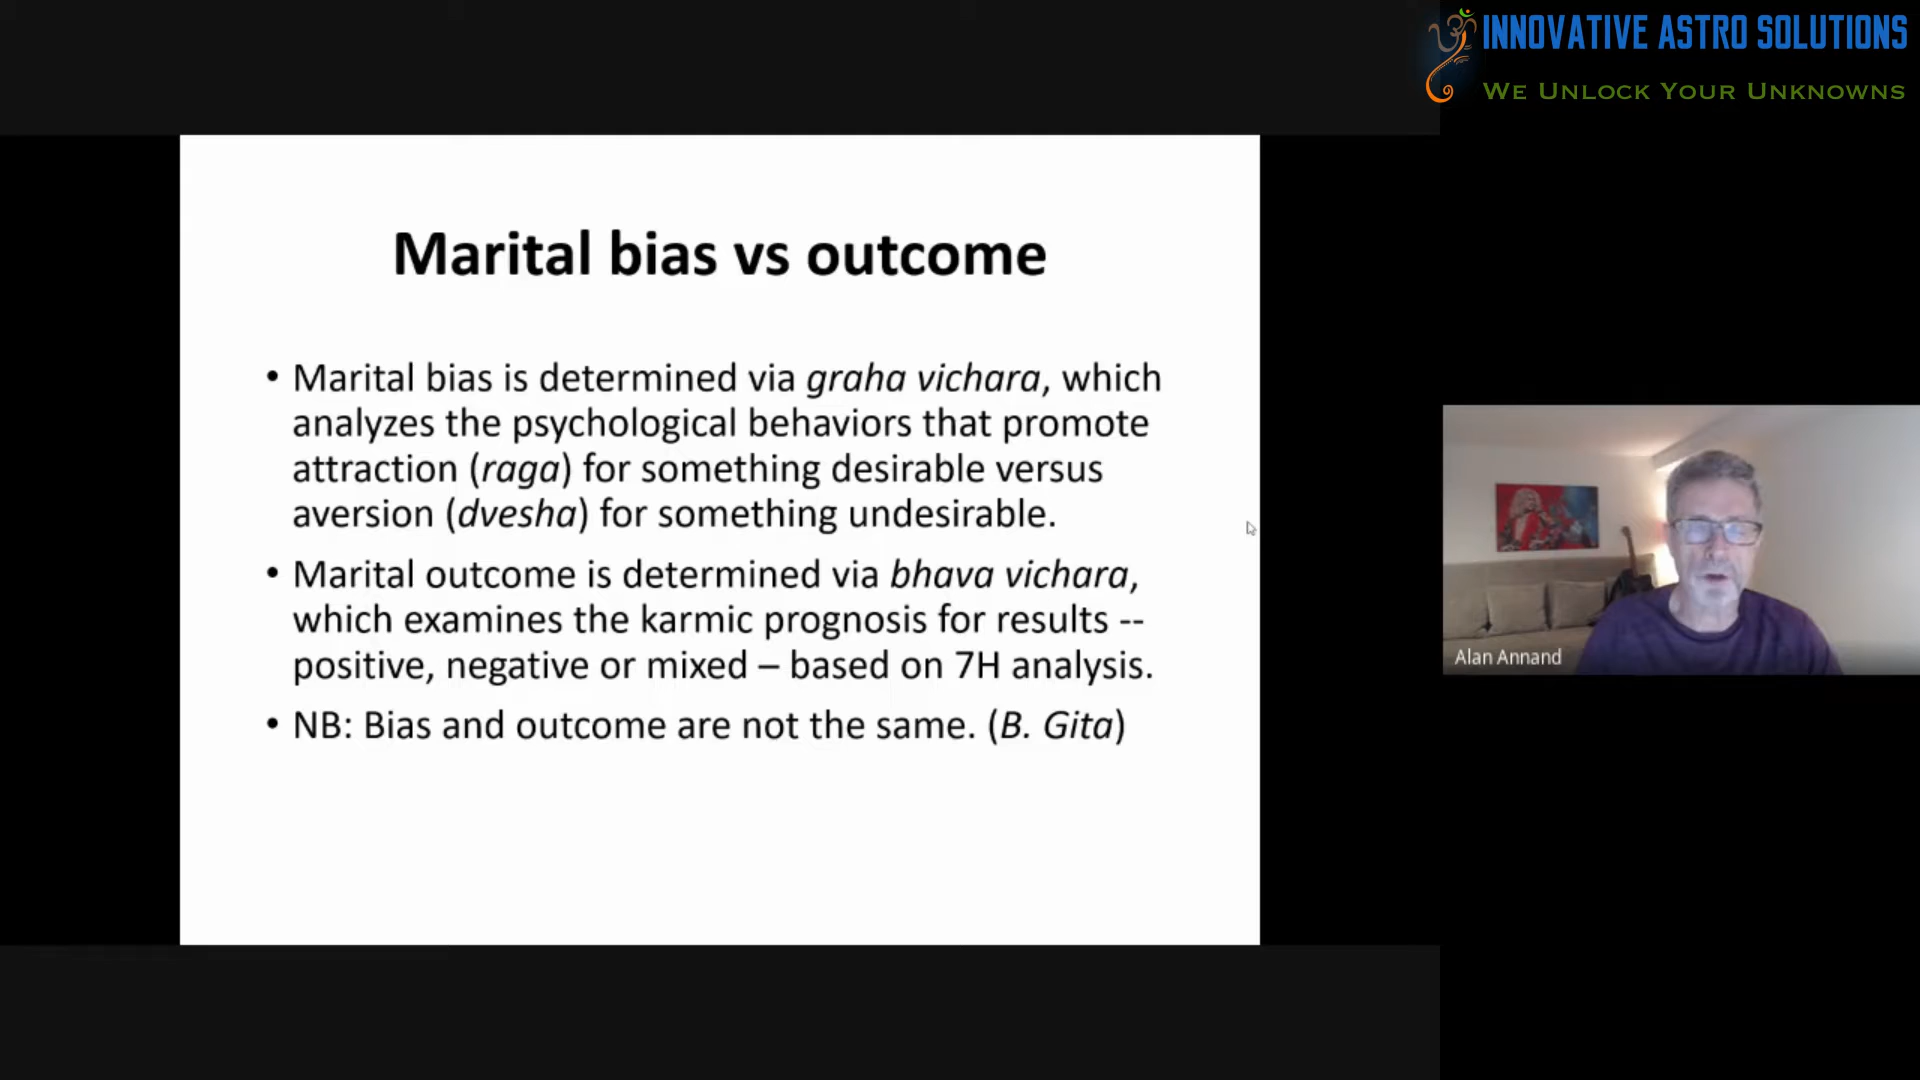 INNOVATIVE ASTRO SOLUTIONS
WE UNLOCK YOUR UNKNOWNS
Marital bias vs outcome
• Marital bias is determined via graha vichara, which
analyzes the psychological behaviors that promote
attraction (raga) for something desirable versus
aversion (dvesha) for something undesirable.
• Marital outcome is determined via bhava vichara,
which examines the karmic prognosis for results --
positive, negative or mixed – based on 7H analysis.
• NB: Bias and outcome are not the same. (B. Gita)
Alan Annand